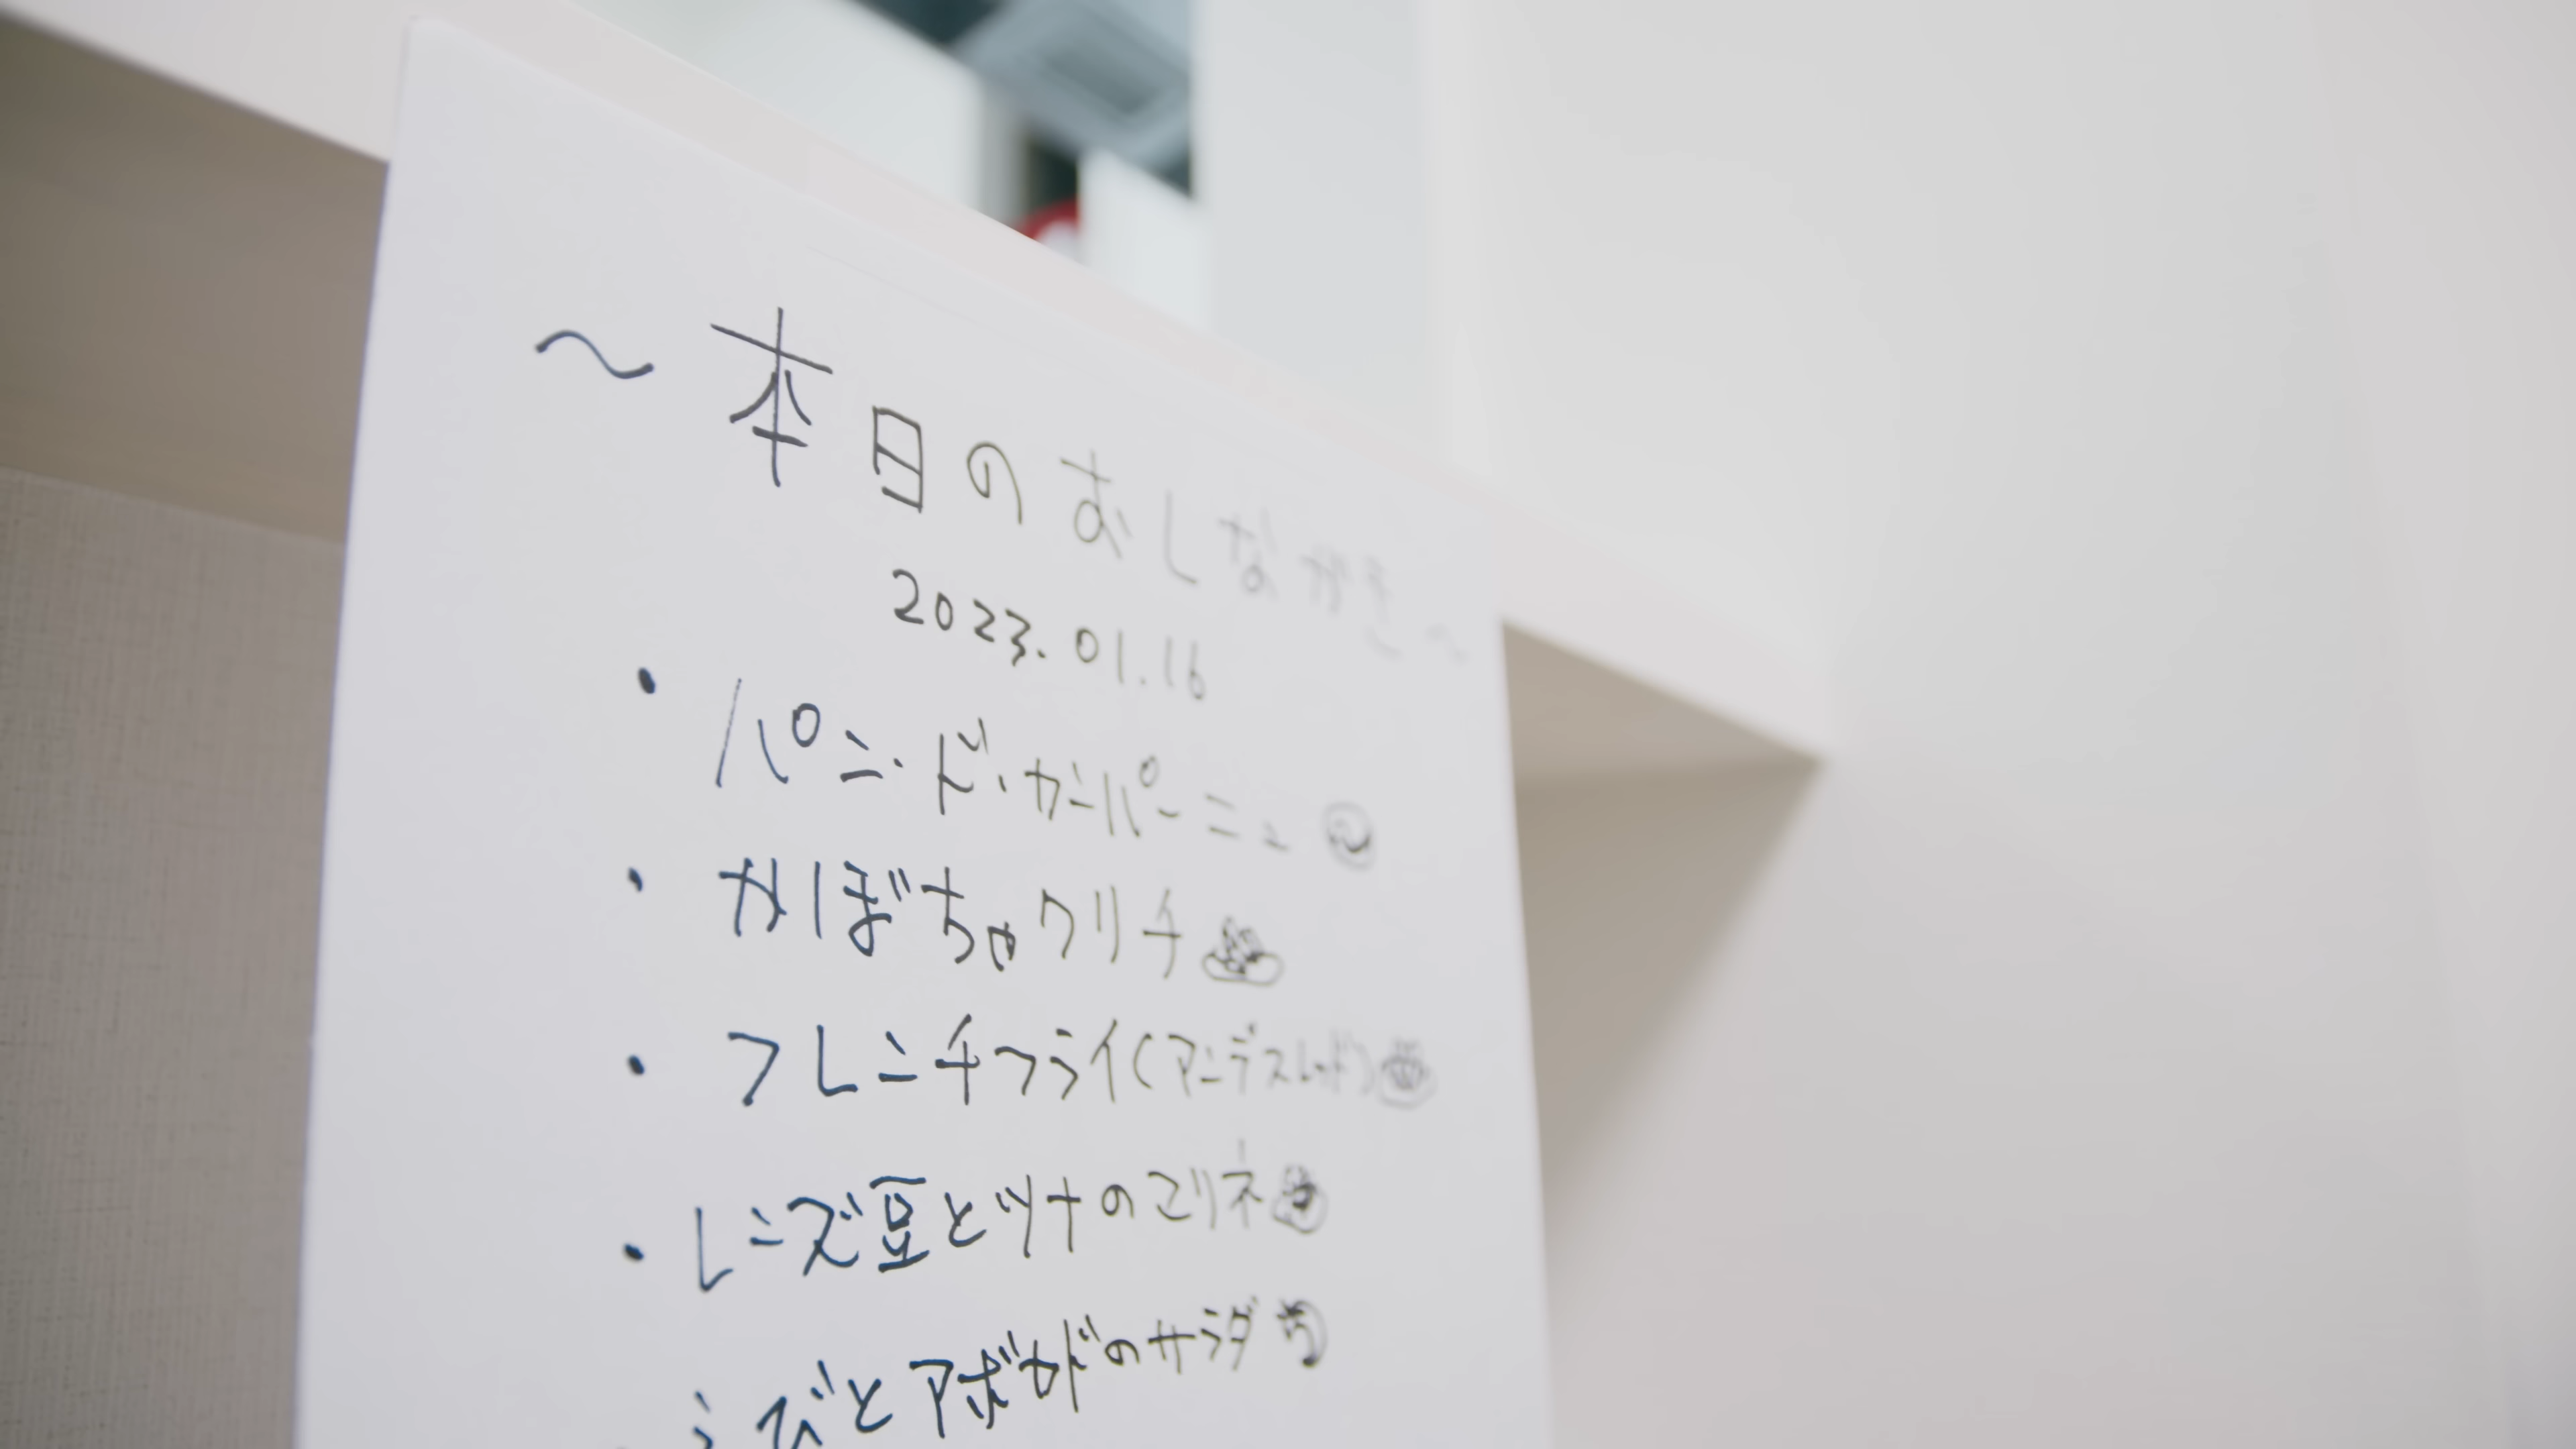 〜本日のおしながき〜
2023.01.16
・パン・ド・カンパーニュ
・かぼちゃクリチ
・フレンチフライ(アンデスレッド)
・レンズ豆とツナのマリネ
えびとアボカドのサラダ